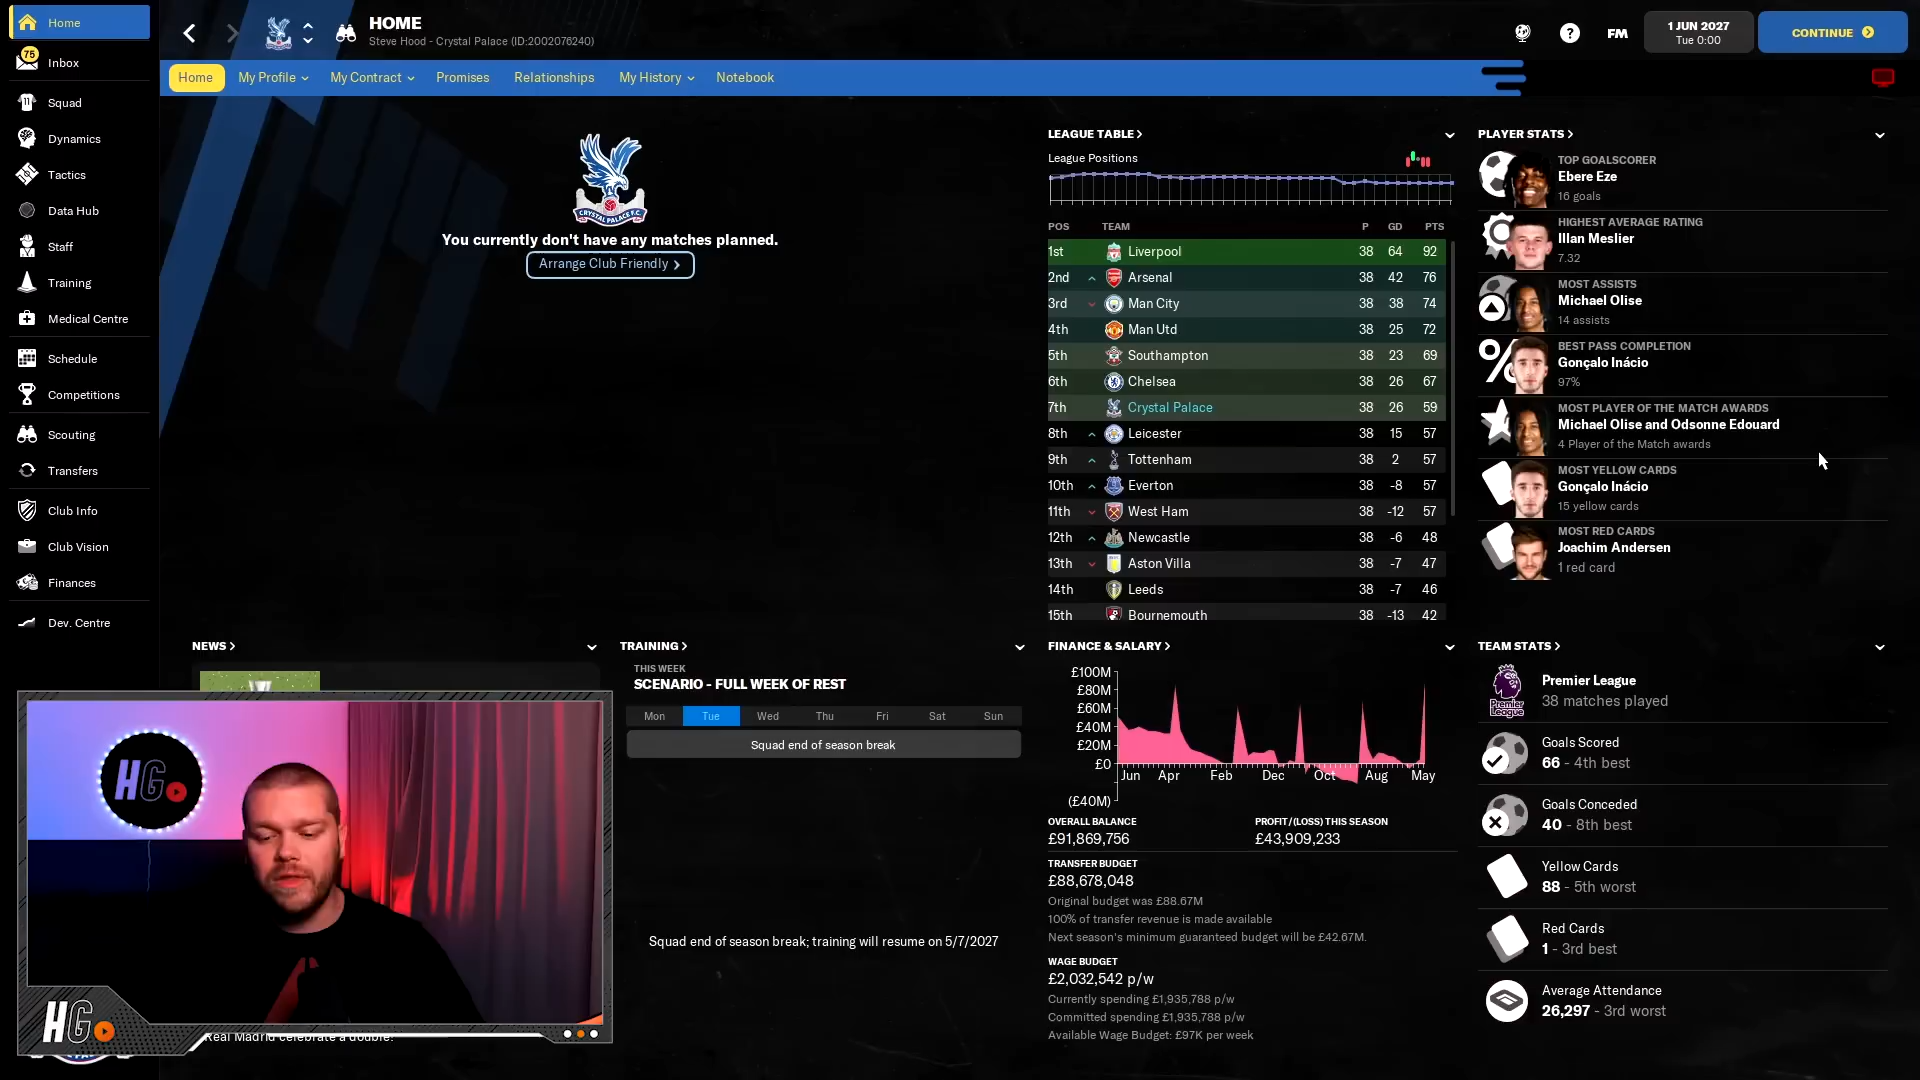 Home
75
Inbox
Squad
Dynamics
Tactics
Data Hub
Staff
Training
Medical Centre
Schedule
Competitions
Scouting
Transfers
Club Info
Club Vision
Finances
Dev. Centre
HOME
Steve Hood - Crystal Palace (ID:2002076240)
?
FM
1 JUN 2027
Tue 0:00
CONTINUE
Home
My Profile
My Contract
Promises
Relationships
My History
Notebook
CRYSTAL PALACE F.C.
You currently don't have any matches planned.
Arrange Club Friendly
LEAGUE TABLE
League Positions
POS TEAM P GD PTS
1st Liverpool 38 64 92
2nd Arsenal 38 42 76
3rd Man City 38 38 74
4th Man Utd 38 25 72
5th Southampton 38 23 69
6th Chelsea 38 26 67
7th Crystal Palace 38 26 59
8th Leicester 38 15 57
9th Tottenham 38 2 57
10th Everton 38 -8 57
11th West Ham 38 -12 57
12th Newcastle 38 -6 48
13th Aston Villa 38 -7 47
14th Leeds 38 -7 46
15th Bournemouth 38 -13 42
PLAYER STATS
TOP GOALSCORER
Ebere Eze
16 goals
HIGHEST AVERAGE RATING
Illan Meslier
7.32
MOST ASSISTS
Michael Olise
14 assists
BEST PASS COMPLETION
Gonçalo Inácio
97%
MOST PLAYER OF THE MATCH AWARDS
Michael Olise and Odsonne Edouard
4 Player of the Match awards
MOST YELLOW CARDS
Gonçalo Inácio
15 yellow cards
MOST RED CARDS
Joachim Andersen
1 red card
NEWS
HG
HG
Real Madrid celebrate a double!
TRAINING
THIS WEEK
SCENARIO - FULL WEEK OF REST
Mon Tue Wed Thu Fri Sat Sun
Squad end of season break
Squad end of season break; training will resume on 5/7/2027
FINANCE & SALARY
£100M
£80M
£60M
£40M
£20M
£0
(£40M)
Jun Apr Feb Dec Oct Aug May
OVERALL BALANCE
£91,869,756
PROFIT/(LOSS) THIS SEASON
£43,909,233
TRANSFER BUDGET
£88,678,048
Original budget was £88.67M
100% of transfer revenue is made available
Next season's minimum guaranteed budget will be £42.67M.
WAGE BUDGET
£2,032,542 p/w
Currently spending £1,935,788 p/w
Committed spending £1,935,788 p/w
Available Wage Budget: £97K per week
TEAM STATS
Premier League
Premier League
38 matches played
Goals Scored
66 - 4th best
Goals Conceded
40 - 8th best
Yellow Cards
88 - 5th worst
Red Cards
1 - 3rd best
Average Attendance
26,297 - 3rd worst